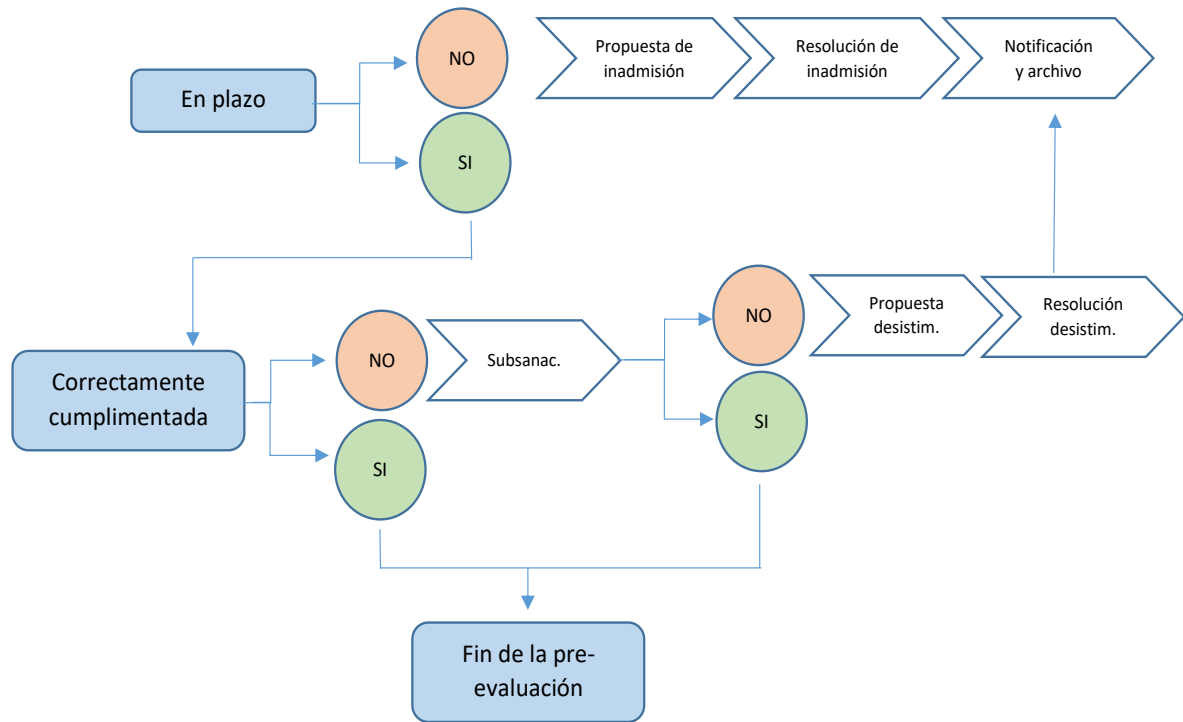 NO
Propuesta de
inadmisión
Resolución de
inadmisión
Notificación
y archivo
En plazo
SI
NO
Propuesta
desistim.
Resolución
desistim.
Correctamente
cumplimentada
NO
Subsanac.
SI
SI
Fin de la pre-
evaluación